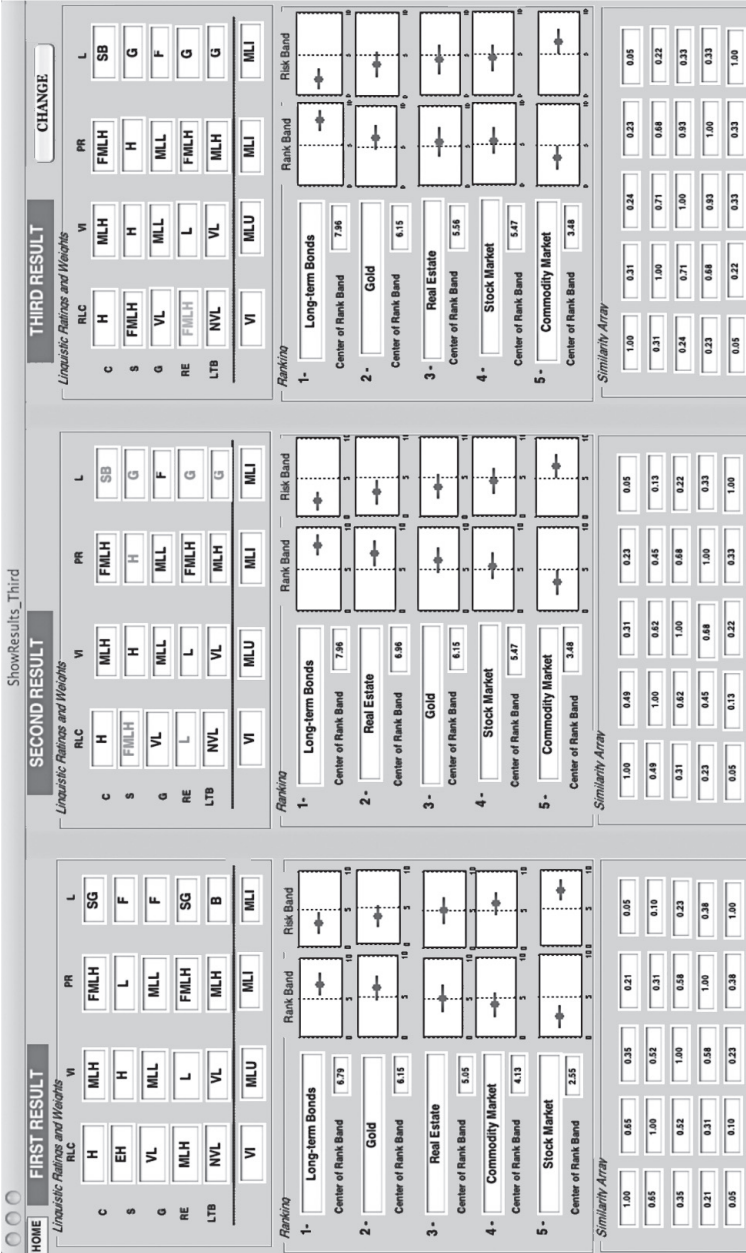 ShowResults_Third
HOME
FIRST RESULT
Linguistic Ratings and Weights
RLC VI PR L
C H MLH FMLH SG
S EH H L F
G VL MLL MLL F
RE MLH L FMLH SG
LTB NVL VL MLH B
VI MLU MLI MLI
Ranking
Rank Band Risk Band
1- Long-term Bonds
Center of Rank Band 6.79
2- Gold
Center of Rank Band 6.15
3- Real Estate
Center of Rank Band 5.05
4- Commodity Market
Center of Rank Band 4.13
5- Stock Market
Center of Rank Band 2.55
0 5 10 0 5 10
Similarity Array
1.00 0.65 0.35 0.21 0.05
0.65 1.00 0.52 0.31 0.10
0.35 0.52 1.00 0.58 0.23
0.21 0.31 0.58 1.00 0.38
0.05 0.10 0.23 0.38 1.00
SECOND RESULT
Linguistic Ratings and Weights
RLC VI PR L
C H MLH FMLH SB
S FMLH H H G
G VL MLL MLL F
RE L L FMLH G
LTB NVL VL MLH G
VI MLU MLI MLI
Ranking
Rank Band Risk Band
1- Long-term Bonds
Center of Rank Band 7.96
2- Real Estate
Center of Rank Band 6.96
3- Gold
Center of Rank Band 6.15
4- Stock Market
Center of Rank Band 5.47
5- Commodity Market
Center of Rank Band 3.48
0 5 10 0 5 10
Similarity Array
1.00 0.49 0.31 0.23 0.05
0.49 1.00 0.62 0.45 0.13
0.31 0.62 1.00 0.68 0.22
0.23 0.45 0.68 1.00 0.33
0.05 0.13 0.22 0.33 1.00
THIRD RESULT
CHANGE
Linguistic Ratings and Weights
RLC VI PR L
C H MLH FMLH SB
S FMLH H H G
G VL MLL MLL F
RE FMLH L FMLH G
LTB NVL VL MLH G
VI MLU MLI MLI
Ranking
Rank Band Risk Band
1- Long-term Bonds
Center of Rank Band 7.96
2- Gold
Center of Rank Band 6.15
3- Real Estate
Center of Rank Band 5.56
4- Stock Market
Center of Rank Band 5.47
5- Commodity Market
Center of Rank Band 3.48
0 5 10 0 5 10
Similarity Array
1.00 0.31 0.24 0.23 0.05
0.31 1.00 0.71 0.68 0.22
0.24 0.71 1.00 0.93 0.33
0.23 0.68 0.93 1.00 0.33
0.05 0.22 0.33 0.33 1.00